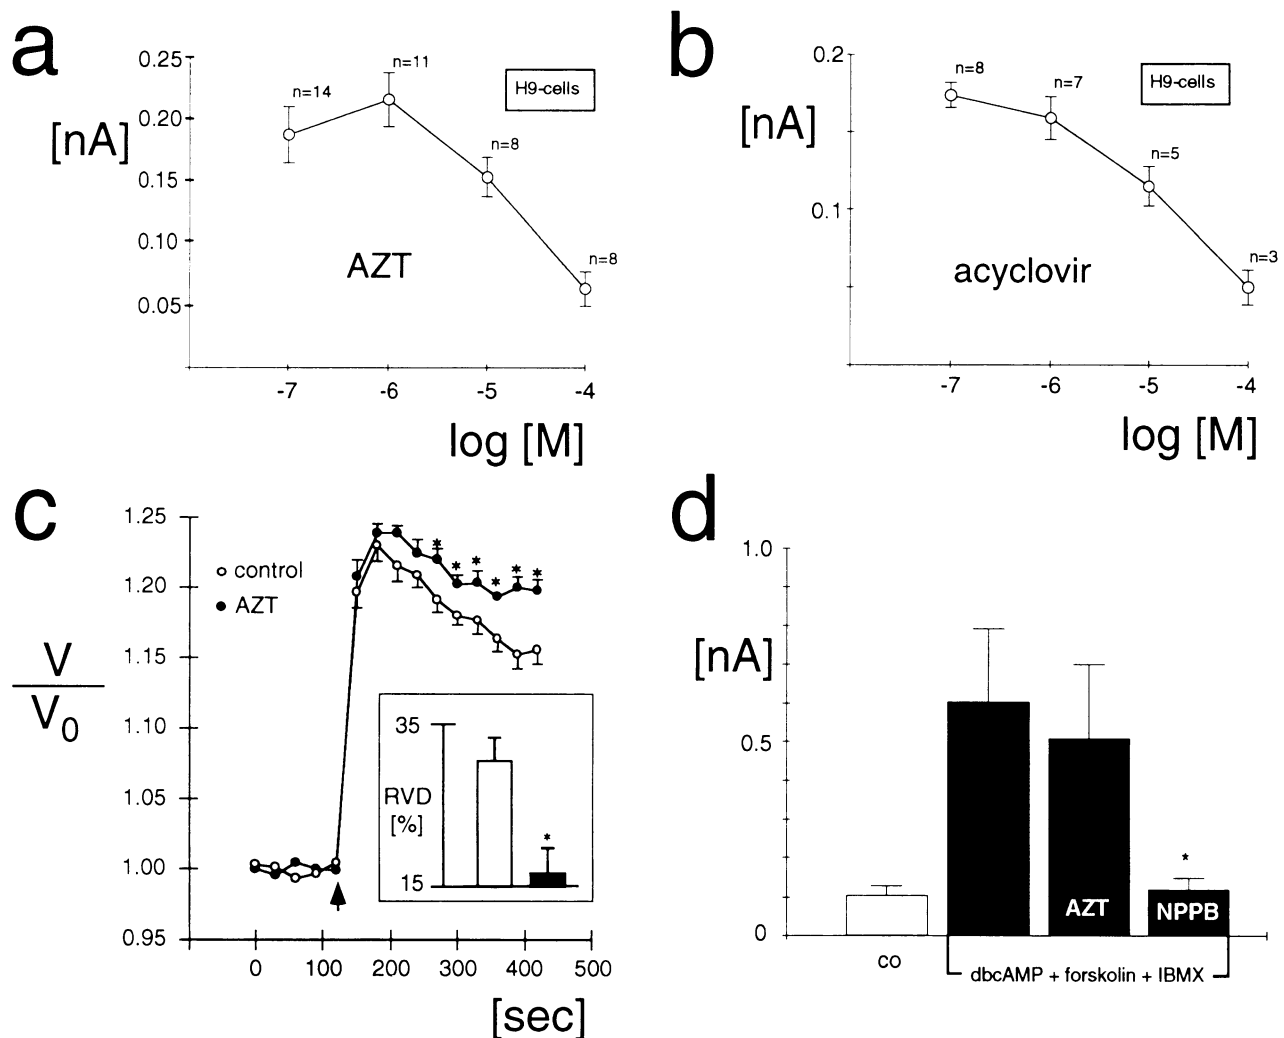 a
0.25
0.20
0.15
0.10
0.05
[nA]
n=14
n=11
n=8
n=8
H9-cells
AZT
-7
-6
-5
-4
log [M]
b
0.2
0.1
[nA]
n=8
n=7
n=5
n=3
H9-cells
acyclovir
-7
-6
-5
-4
log [M]
c
1.25
1.20
1.15
1.10
1.05
1.00
0.95
V
V0
control
AZT
* * * * * *
35
RVD
[%]
15
*
0
100
200
300
400
500
[sec]
d
1.0
0.5
0
[nA]
*
AZT
NPPB
co
dbcAMP + forskolin + IBMX